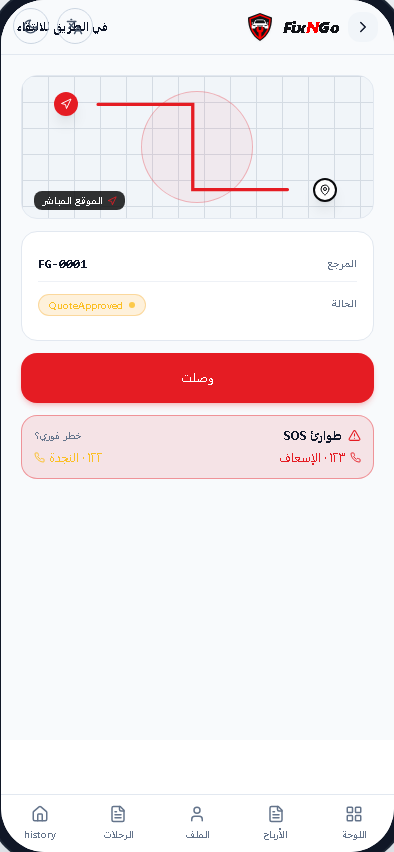 FixNGo
في الطريق للالتقاء
الموقع المباشر
المرجع FG-0001
الحالة QuoteApproved
وصلت
طوارئ SOS خطر فوري؟
١٢٣ · الإسعاف ١٢٢ · النجدة
اللوحة الأرباح الملف الرحلات history